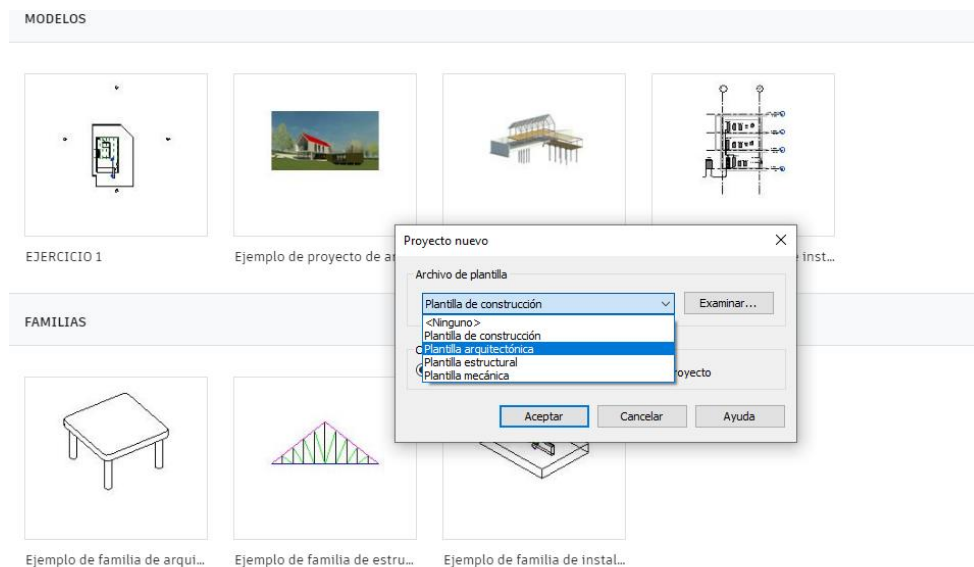 MODELOS
EJERCICIO 1
Ejemplo de proyecto de
inst...
Proyecto nuevo
Archivo de plantilla
Plantilla de construcción
Examinar...
<Ninguno>
Plantilla de construcción
Plantilla arquitectónica
Plantilla estructural
Plantilla mecánica
royecto
Aceptar
Cancelar
Ayuda
FAMILIAS
Ejemplo de familia de arqui...
Ejemplo de familia de estru...
Ejemplo de familia de instal...